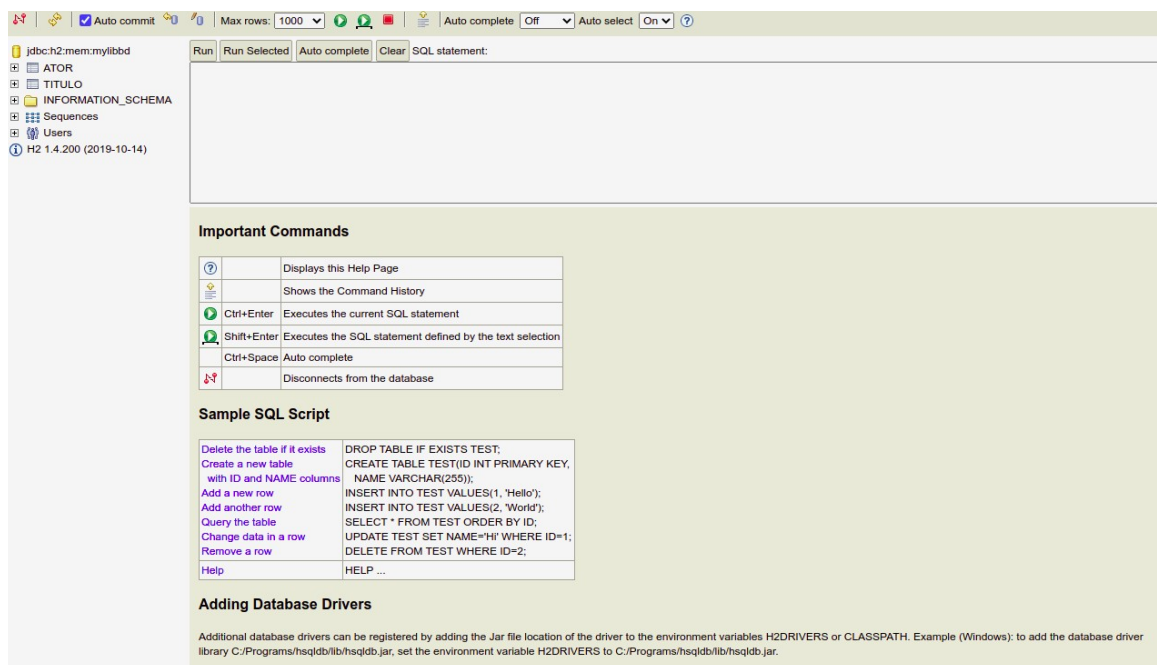 Auto commit Max rows: 1000 Auto complete Off Auto select On
jdbc:h2:mem:mylibbd
ATOR
TITULO
INFORMATION_SCHEMA
Sequences
Users
H2 1.4.200 (2019-10-14)
Run Run Selected Auto complete Clear SQL statement:
Important Commands
Displays this Help Page
Shows the Command History
Ctrl+Enter Executes the current SQL statement
Shift+Enter Executes the SQL statement defined by the text selection
Ctrl+Space Auto complete
Disconnects from the database
Sample SQL Script
Delete the table if it exists DROP TABLE IF EXISTS TEST;
Create a new table CREATE TABLE TEST(ID INT PRIMARY KEY,
with ID and NAME columns NAME VARCHAR(255));
Add a new row INSERT INTO TEST VALUES(1, 'Hello');
Add another row INSERT INTO TEST VALUES(2, 'World');
Query the table SELECT * FROM TEST ORDER BY ID;
Change data in a row UPDATE TEST SET NAME='Hi' WHERE ID=1;
Remove a row DELETE FROM TEST WHERE ID=2;
Help HELP ...
Adding Database Drivers
Additional database drivers can be registered by adding the Jar file location of the driver to the environment variables H2DRIVERS or CLASSPATH. Example (Windows): to add the database driver
library C:/Programs/hsqldb/lib/hsqldb.jar, set the environment variable H2DRIVERS to C:/Programs/hsqldb/lib/hsqldb.jar.